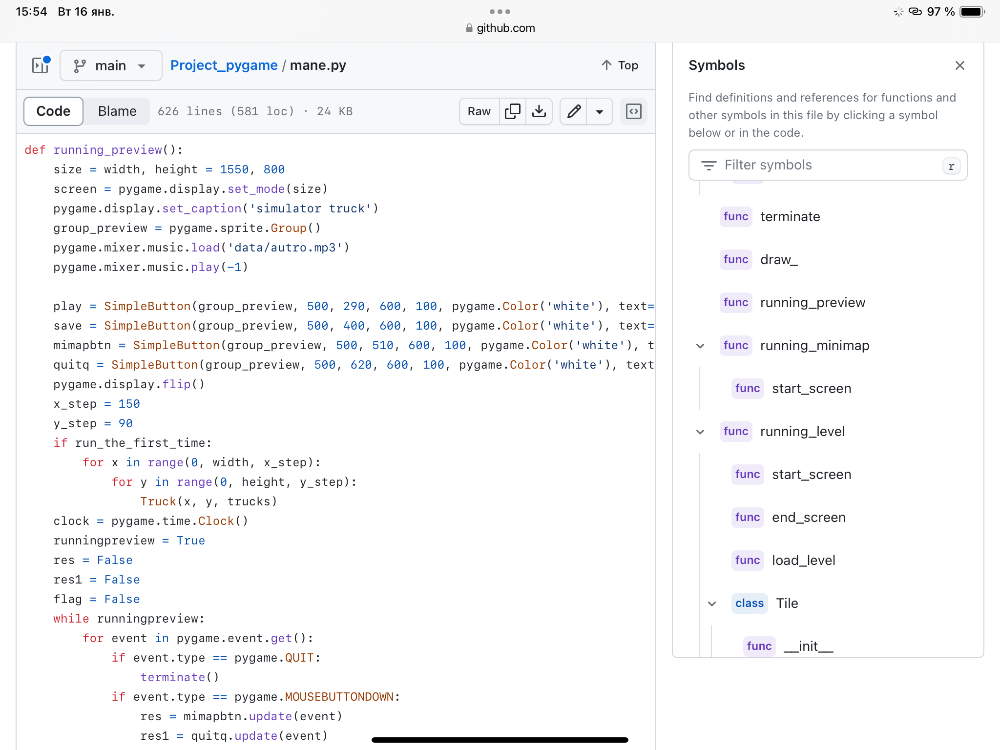 15:54 Вт 16 янв.
97 %
github.com
main
Project_pygame / mane.py
Top
Code
Blame
626 lines (581 loc) · 24 KB
Raw
def running_preview():
    size = width, height = 1550, 800
    screen = pygame.display.set_mode(size)
    pygame.display.set_caption('simulator truck')
    group_preview = pygame.sprite.Group()
    pygame.mixer.music.load('data/autro.mp3')
    pygame.mixer.music.play(-1)
    play = SimpleButton(group_preview, 500, 290, 600, 100, pygame.Color('white'), text=
    save = SimpleButton(group_preview, 500, 400, 600, 100, pygame.Color('white'), text=
    mimapbtn = SimpleButton(group_preview, 500, 510, 600, 100, pygame.Color('white'), t
    quitq = SimpleButton(group_preview, 500, 620, 600, 100, pygame.Color('white'), text
    pygame.display.flip()
    x_step = 150
    y_step = 90
    if run_the_first_time:
        for x in range(0, width, x_step):
            for y in range(0, height, y_step):
                Truck(x, y, trucks)
    clock = pygame.time.Clock()
    runningpreview = True
    res = False
    res1 = False
    flag = False
    while runningpreview:
        for event in pygame.event.get():
            if event.type == pygame.QUIT:
                terminate()
            if event.type == pygame.MOUSEBUTTONDOWN:
                res = mimapbtn.update(event)
                res1 = quitq.update(event)
Symbols
Find definitions and references for functions and
other symbols in this file by clicking a symbol
below or in the code.
Filter symbols
r
func terminate
func draw_
func running_preview
func running_minimap
func start_screen
func running_level
func start_screen
func end_screen
func load_level
class Tile
func __init__